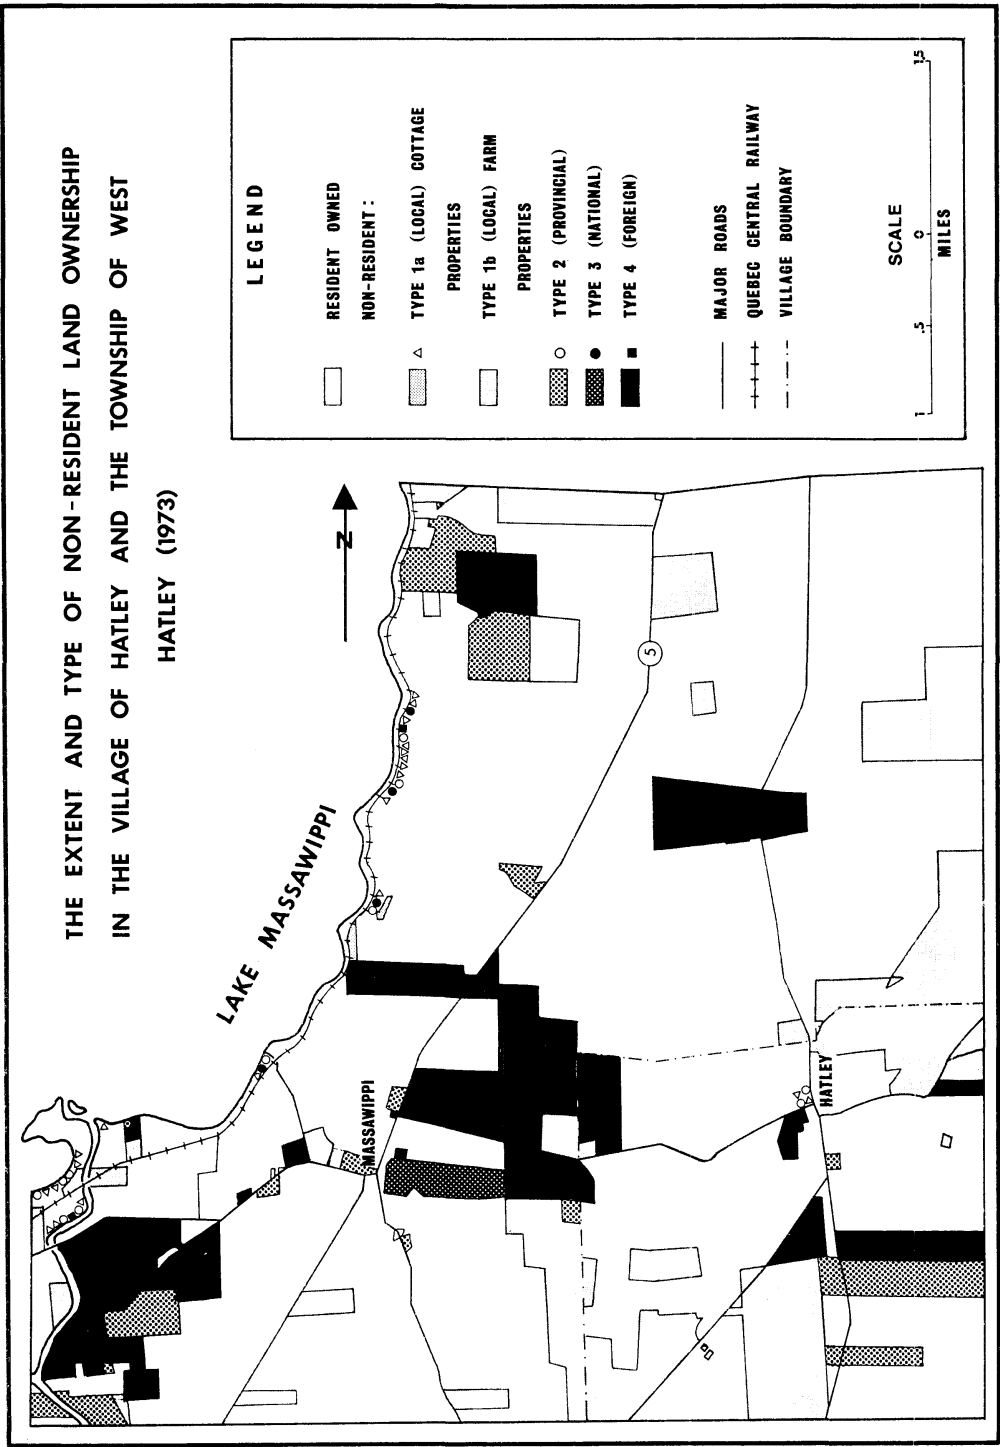 THE EXTENT AND TYPE OF NON-RESIDENT LAND OWNERSHIP
IN THE VILLAGE OF HATLEY AND THE TOWNSHIP OF WEST
HATLEY (1973)
LAKE MASSAWIPPI
N
5
MASSAWIPPI
HATLEY
LEGEND
RESIDENT OWNED
NON-RESIDENT:
TYPE 1a (LOCAL) COTTAGE
PROPERTIES
TYPE 1b (LOCAL) FARM
PROPERTIES
TYPE 2 (PROVINCIAL)
TYPE 3 (NATIONAL)
TYPE 4 (FOREIGN)
MAJOR ROADS
QUEBEC CENTRAL RAILWAY
VILLAGE BOUNDARY
SCALE
1 .5 0 1.5
MILES